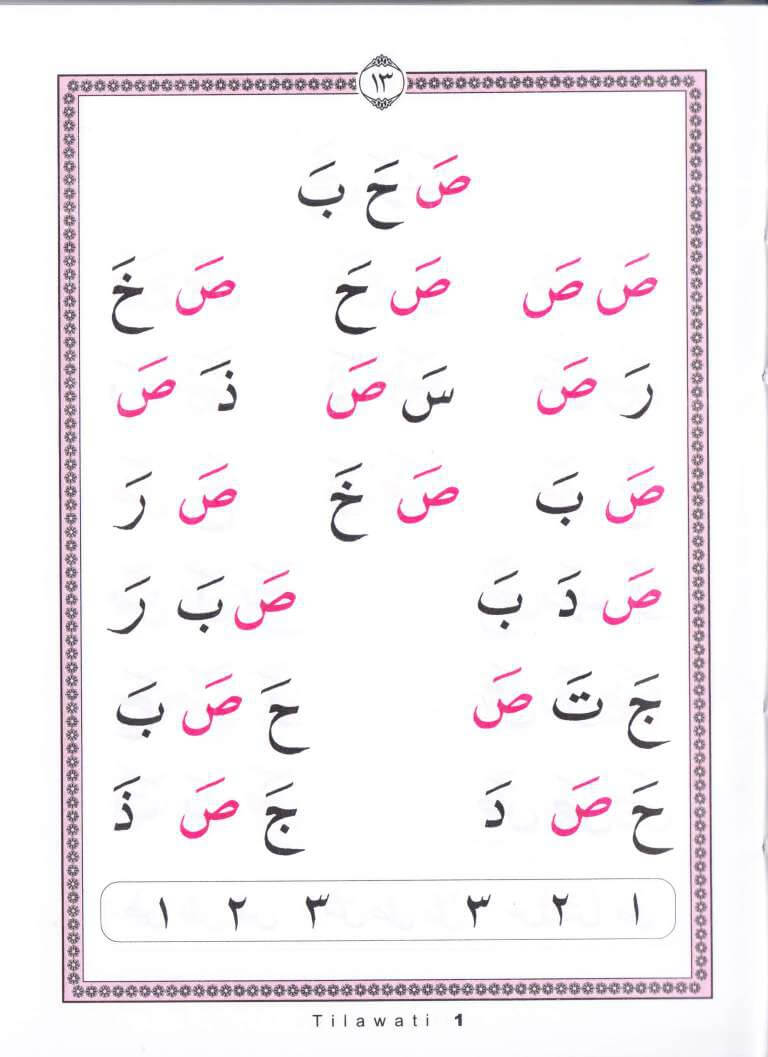 ١٣
صَ حَ بَ
صَ صَ صَ حَ صَ خَ
رَ صَ سَ صَ ذَ صَ
صَ بَ صَ خَ صَ رَ
صَ دَ بَ صَ بَ رَ
جَ تَ صَ حَ صَ بَ
حَ صَ دَ جَ صَ ذَ
١ ٢ ٣ ٣ ٢ ١
Tilawati 1